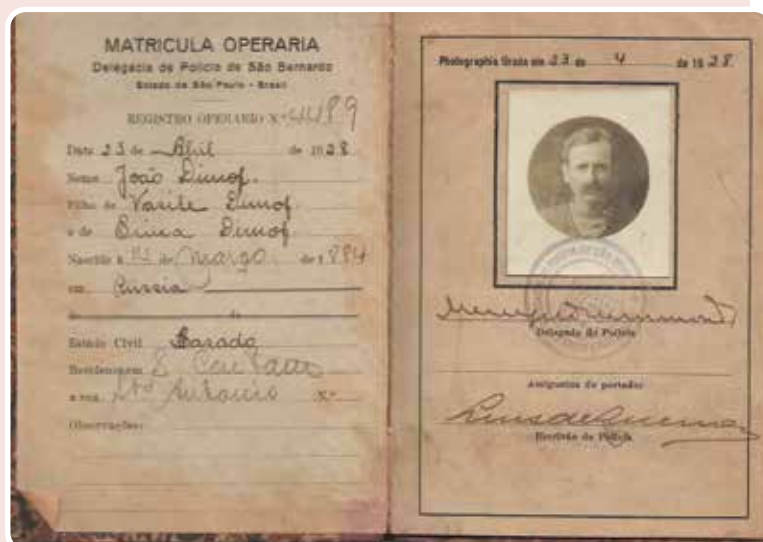 MATRICULA OPERARIA
Delegacia de Policia de São Bernardo
Estado de São Paulo - Brasil
REGISTRO OPERARIO N.º 4489
Data 23 de Abril de 1928
Nome João Dimof.
Filho de Vasile Dimof
e de Dimof
Nascido a de Março de 1884
em Russia
de de
Estado Civil Casado
Residencia em S. Caetano
a rua Sto Antonio N.º
Observações:
Photographia tirada em 23 de 4 de 1928.
Delegado de Policia
Assignatura do portador
Escrivão de Policia